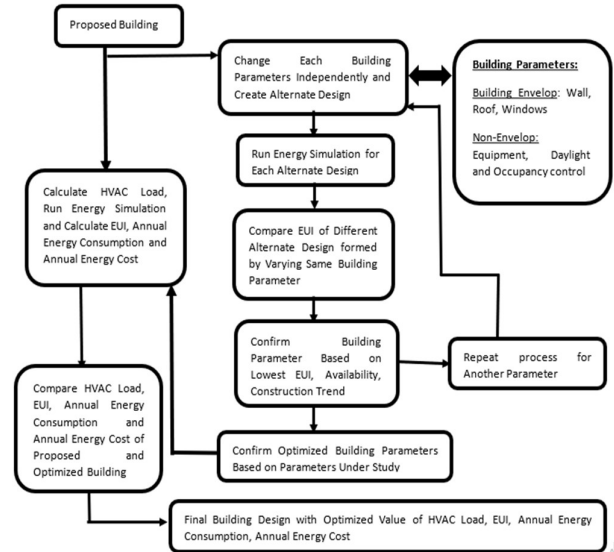 Proposed Building
Change Each Building
Parameters Independently and
Create Alternate Design
Building Parameters:
Building Envelop: Wall,
Roof, Windows
Non-Envelop:
Equipment, Daylight
and Occupancy control
Run Energy Simulation for
Each Alternate Design
Calculate HVAC Load,
Run Energy Simulation
and Calculate EUI, Annual
Energy Consumption and
Annual Energy Cost
Compare EUI of Different
Alternate Design formed
by Varying Same Building
Parameter
Confirm Building
Parameter Based on
Lowest EUI, Availability,
Construction Trend
Repeat process for
Another Parameter
Compare HVAC Load,
EUI, Annual Energy
Consumption and
Annual Energy Cost of
Proposed and
Optimized Building
Confirm Optimized Building Parameters
Based on Parameters Under Study
Final Building Design with Optimized Value of HVAC Load, EUI, Annual Energy
Consumption, Annual Energy Cost